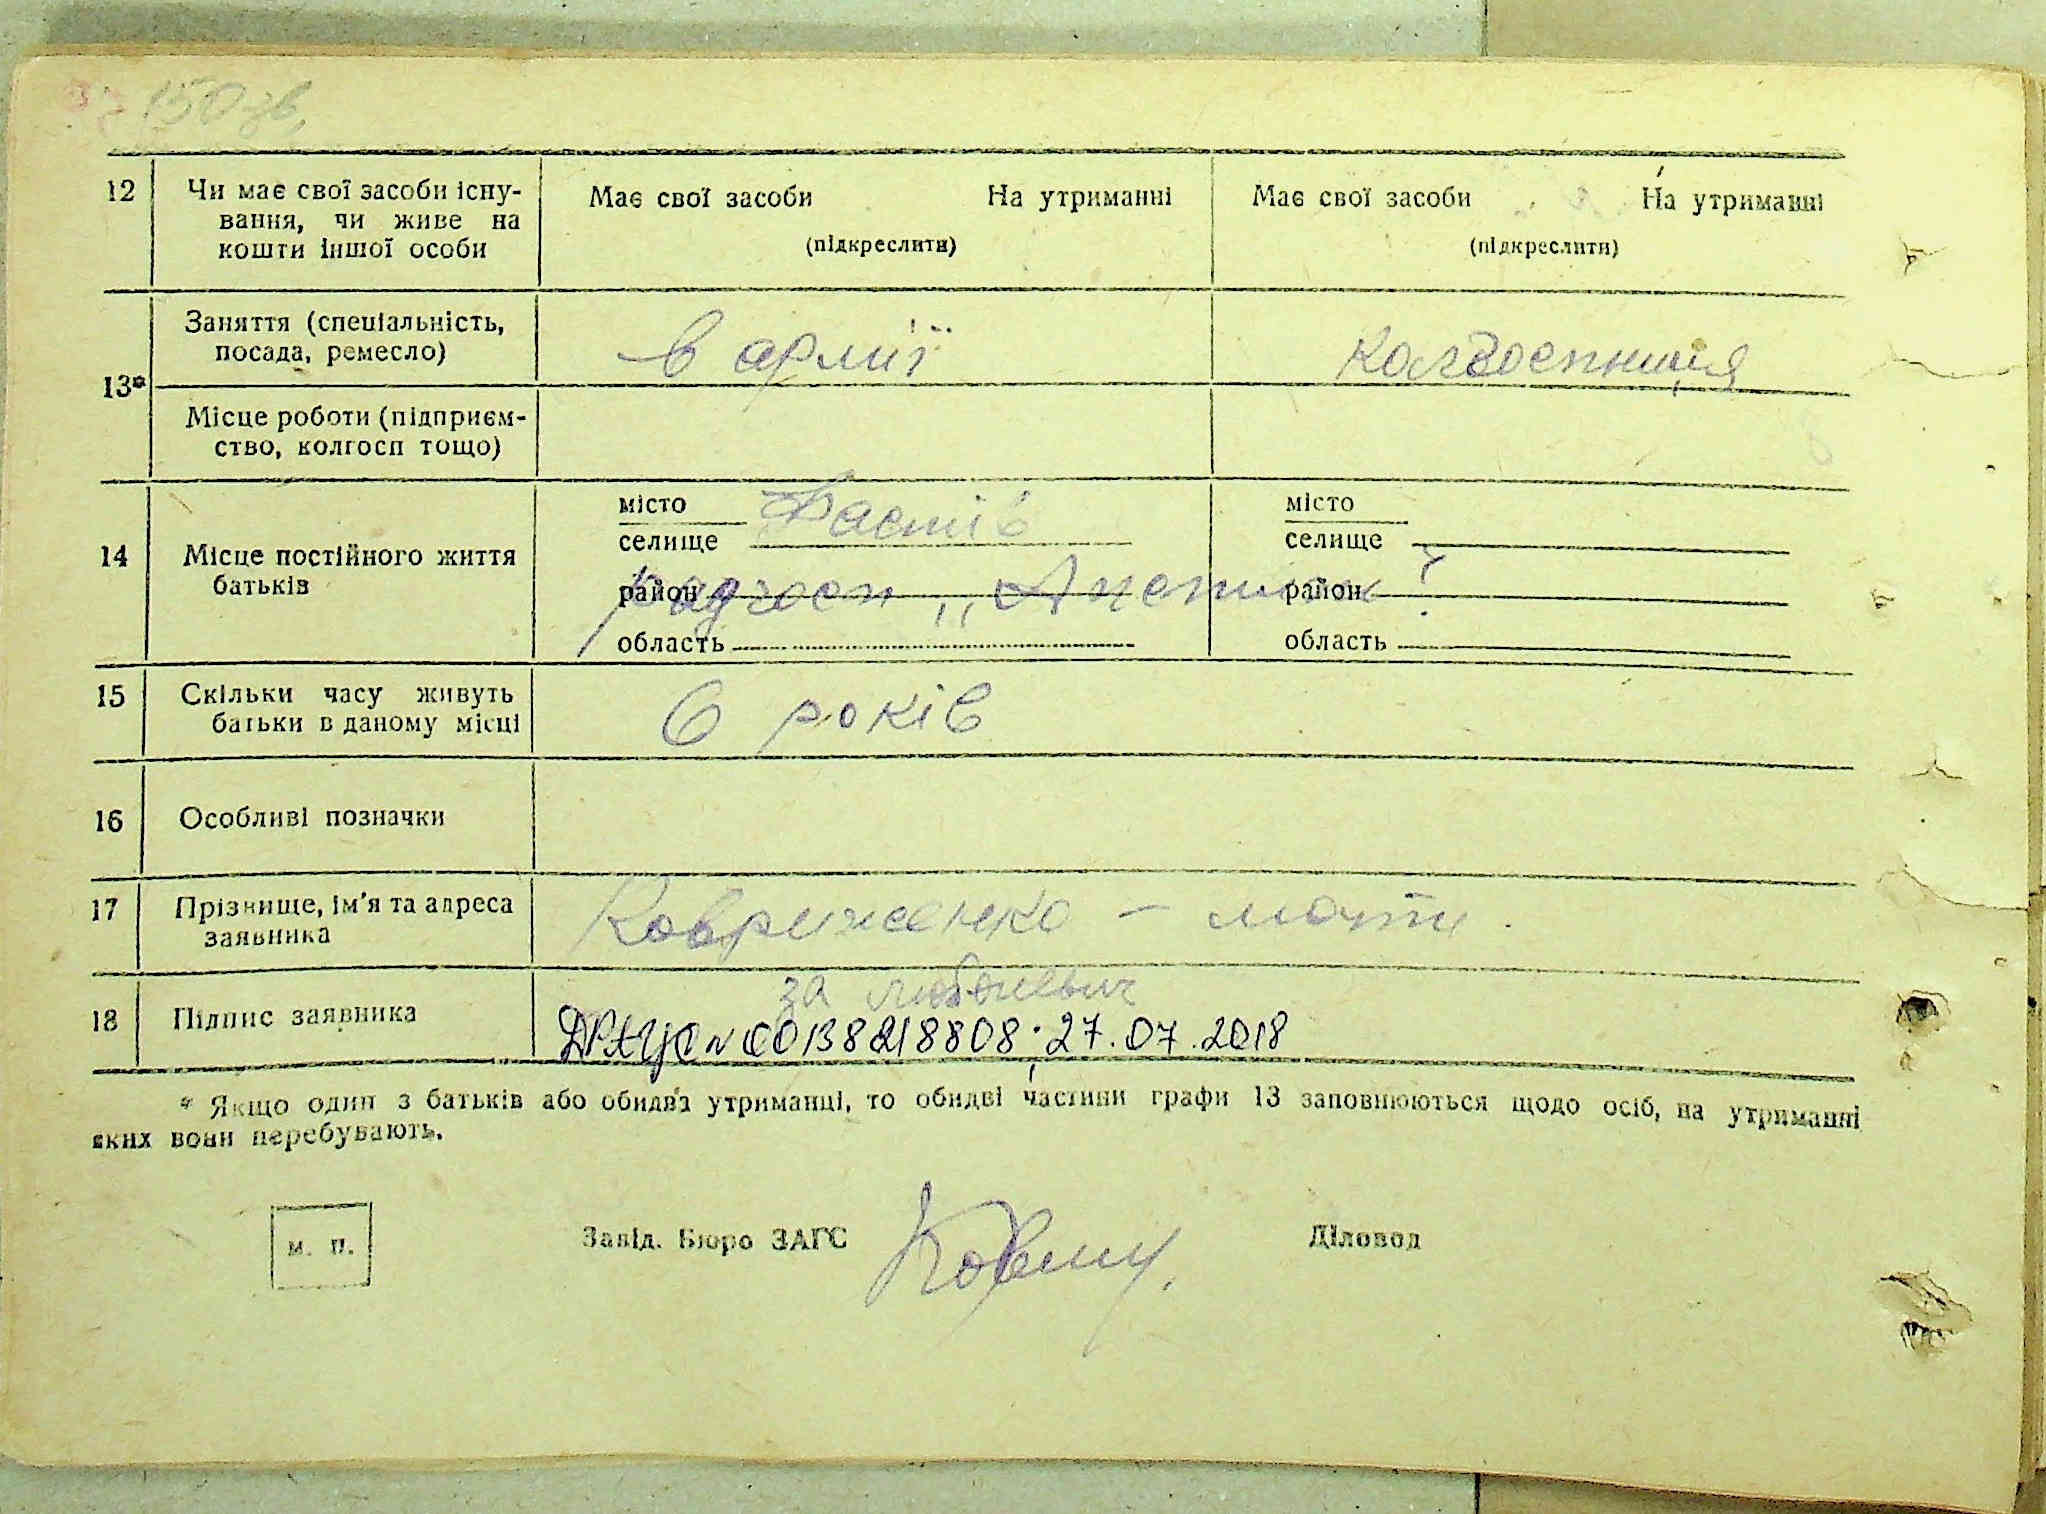 150 зв.
12 Чи має свої засоби існу- Має свої засоби На утриманні Має свої засоби На утриманні
вання, чи живе на
кошти іншої особи (підкреслити) (підкреслити)
Заняття (спеціальність, в армії колгоспниця
посада, ремесло)
13*
Місце роботи (підприєм-
ство, колгосп тощо)
місто Фастів місто
селище селище
14 Місце постійного життя
батьків район радгосп „ район
область область
15 Скільки часу живуть 6 років
батьки в даному місці
16 Особливі позначки
17 Прізвище, ім'я та адреса Ковриженко – мати
заявника
за
18 Підпис заявника
ДРАЦС N 00138218808; 27.07.2018
* Якщо один з батьків або обидва утриманці, то обидві частини графи 13 заповнюються щодо осіб, на утриманні
яких вони перебувають.
м. п. Завід. Бюро ЗАГС Діловод